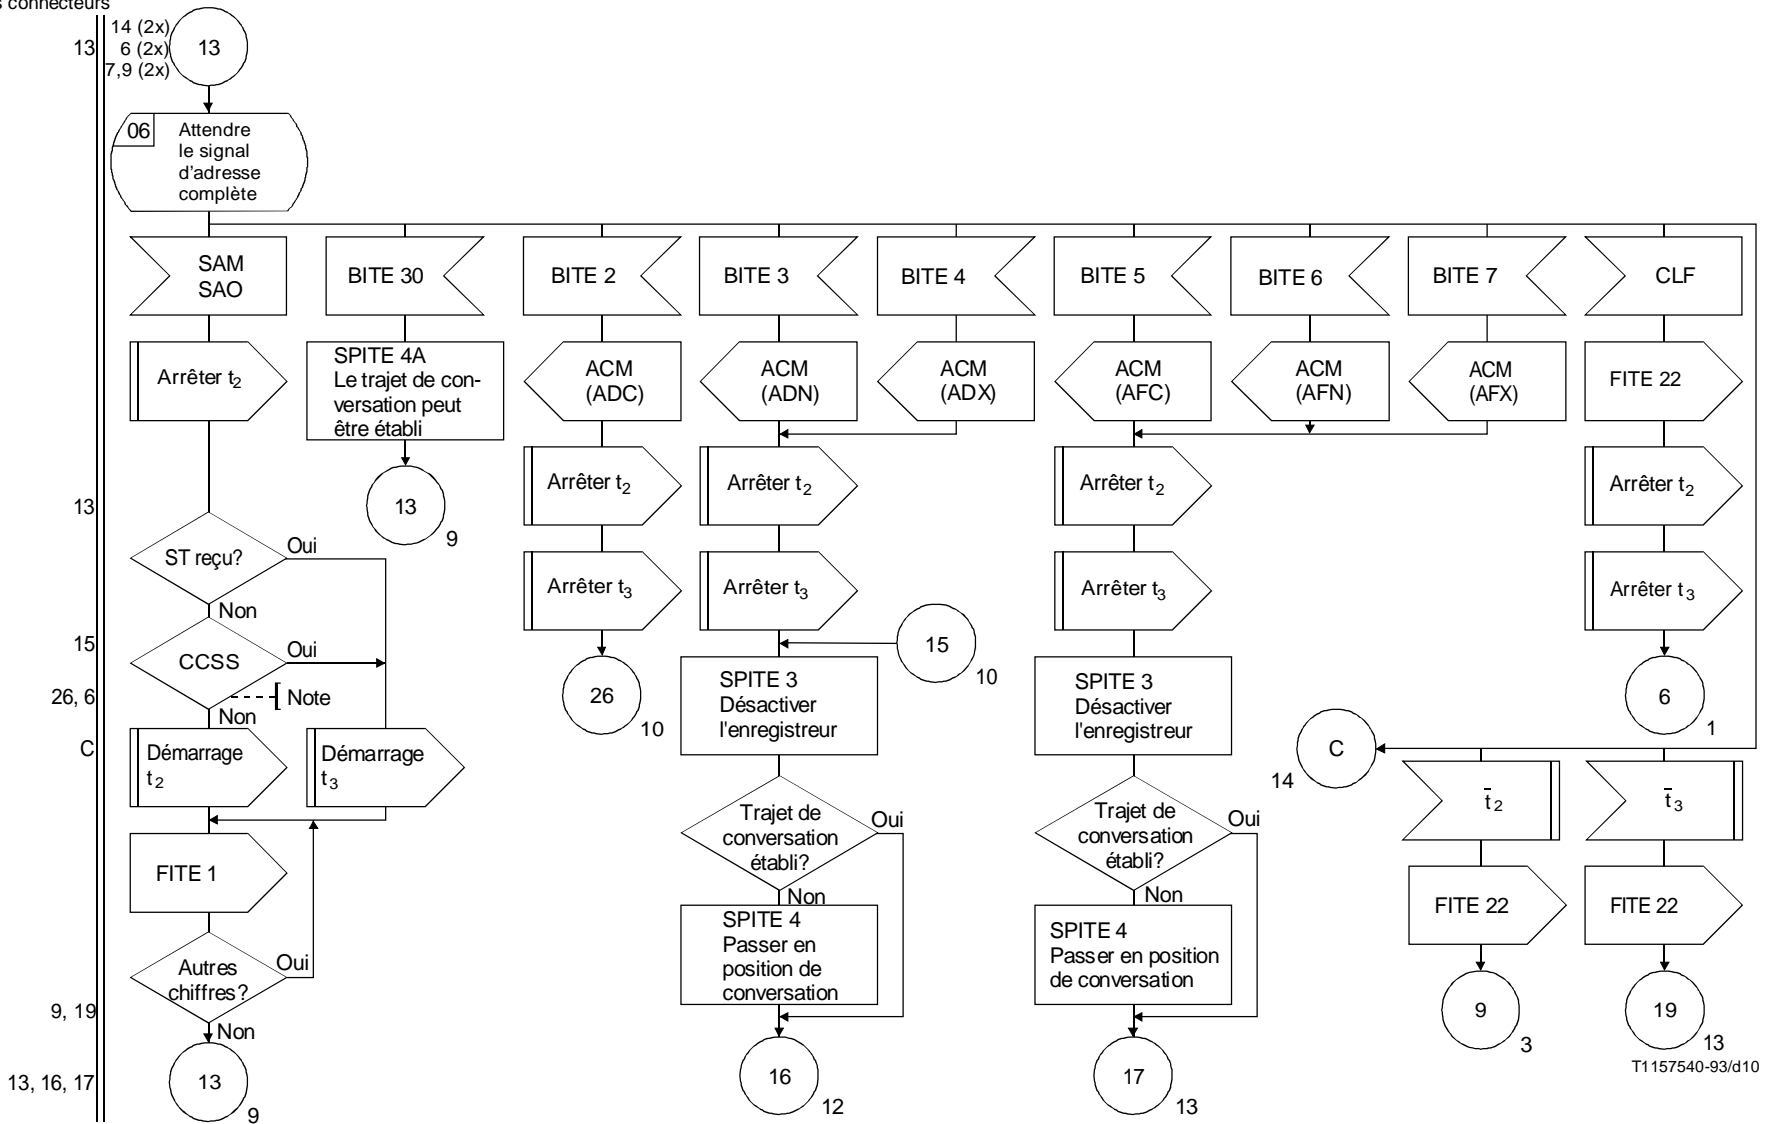 s connecteurs
14 (2x)
13
6 (2x)
13
7,9 (2x)
06
Attendre
le signal
d'adresse
complète
SAM
SAO
BITE 30
BITE 2
BITE 3
BITE 4
BITE 5
BITE 6
BITE 7
CLF
Arrêter t2
SPITE 4A
Le trajet de con-
versation peut
être établi
ACM
(ADC)
ACM
(ADN)
ACM
(ADX)
ACM
(AFC)
ACM
(AFN)
ACM
(AFX)
FITE 22
Arrêter t2
Arrêter t2
Arrêter t2
Arrêter t2
13
13
9
ST reçu?
Oui
Non
Arrêter t3
Arrêter t3
Arrêter t3
Arrêter t3
15
CCSS
Oui
Note
Non
26, 6
26
10
15
10
SPITE 3
Désactiver
l'enregistreur
SPITE 3
Désactiver
l'enregistreur
6
1
C
Démarrage
t2
Démarrage
t3
C
14
t̄2
t̄3
Trajet de
conversation
établi?
Oui
Non
Trajet de
conversation
établi?
Oui
Non
FITE 1
FITE 22
FITE 22
Autres
chiffres?
Oui
Non
SPITE 4
Passer en
position de
conversation
SPITE 4
Passer en position
de conversation
9, 19
9
3
19
13
T1157540-93/d10
13, 16, 17
13
9
16
12
17
13